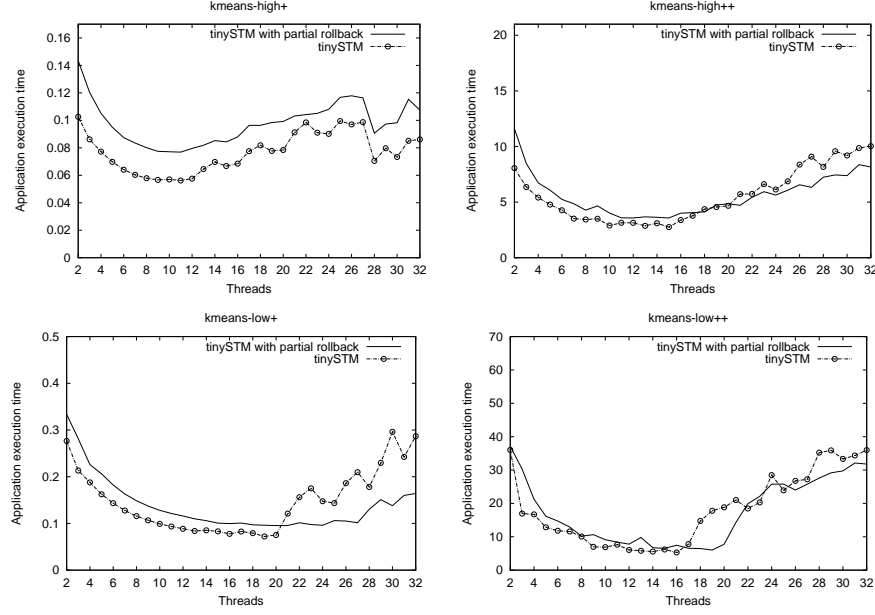 kmeans-high+
0.16
0.14
0.12
0.1
0.08
0.06
0.04
0.02
0
2 4 6 8 10 12 14 16 18 20 22 24 26 28 30 32
Application execution time
Threads
tinySTM with partial rollback
tinySTM
kmeans-high++
20
15
10
5
0
2 4 6 8 10 12 14 16 18 20 22 24 26 28 30 32
Application execution time
Threads
tinySTM with partial rollback
tinySTM
kmeans-low+
0.5
0.4
0.3
0.2
0.1
0
2 4 6 8 10 12 14 16 18 20 22 24 26 28 30 32
Application execution time
Threads
tinySTM with partial rollback
tinySTM
kmeans-low++
70
60
50
40
30
20
10
0
2 4 6 8 10 12 14 16 18 20 22 24 26 28 30 32
Application execution time
Threads
tinySTM with partial rollback
tinySTM